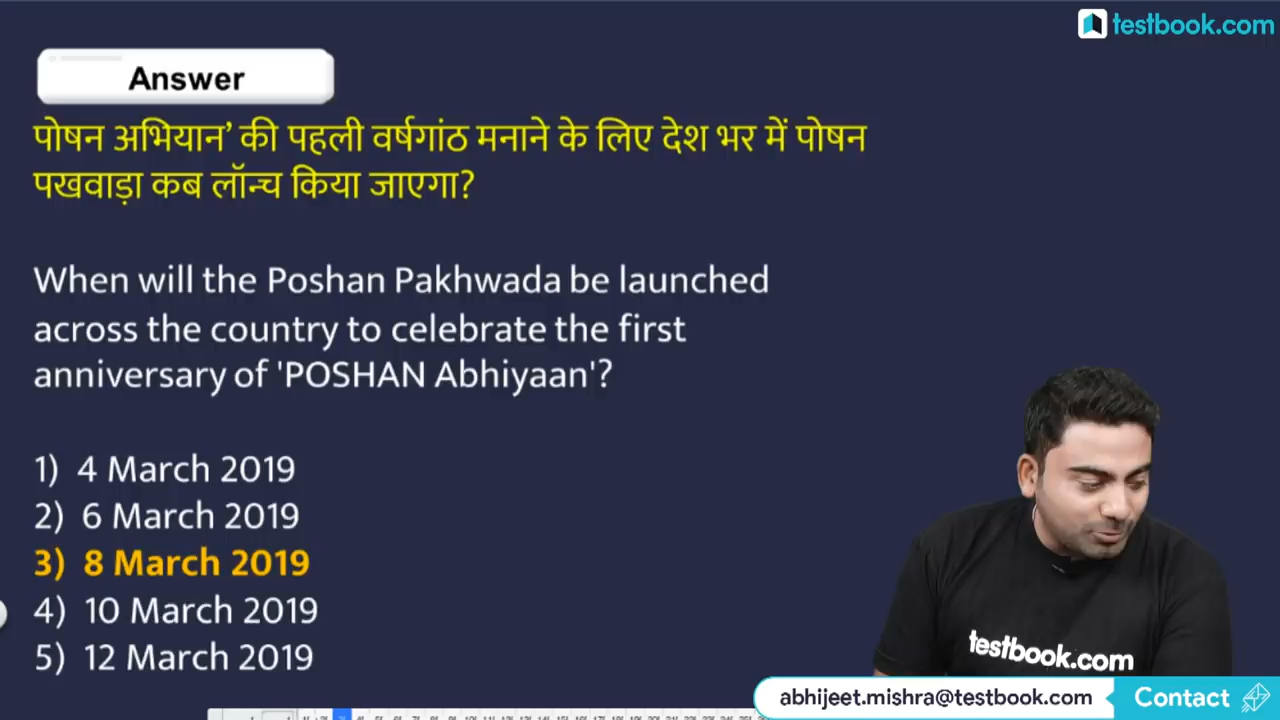 testbook.com
Answer
पोषन अभियान’ की पहली वर्षगांठ मनाने के लिए देश भर में पोषन
पखवाड़ा कब लॉन्च किया जाएगा?
When will the Poshan Pakhwada be launched
across the country to celebrate the first
anniversary of 'POSHAN Abhiyaan'?
1) 4 March 2019
2) 6 March 2019
3) 8 March 2019
4) 10 March 2019
5) 12 March 2019
testbook.com
abhijeet.mishra@testbook.com Contact